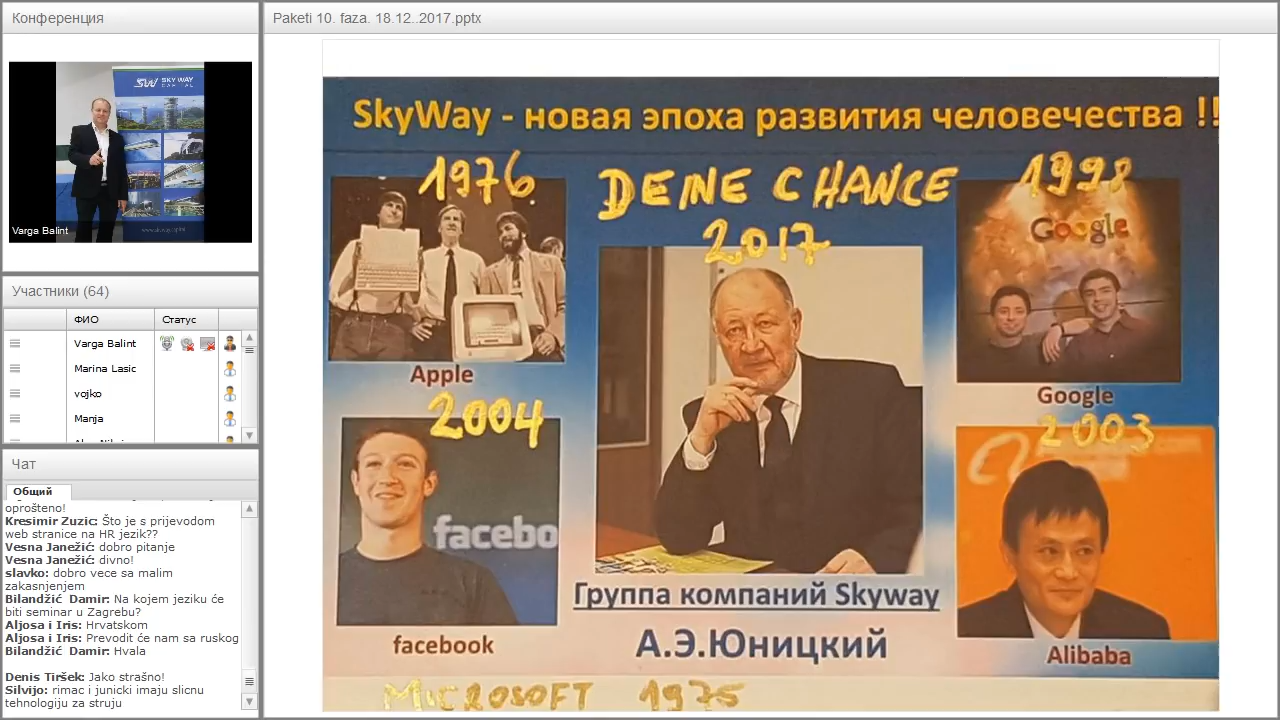 Конференция
SKY WAY
CAPITAL
Varga Balint
Участники (64)
ФИО
Статус
Varga Balint
Marina Lasic
vojko
Manja
Чат
Общий
oprošteno!
Kresimir Zuzic: Što je s prijevodom
web stranice na HR jezik??
Vesna Janežić: dobro pitanje
Vesna Janežić: divno!
slavko: dobro vece sa malim
zakasnjenjem
Bilandžić Damir: Na kojem jeziku će
biti seminar u Zagrebu?
Aljosa i Iris: Hrvatskom
Aljosa i Iris: Prevodit će nam sa ruskog
Bilandžić Damir: Hvala
Denis Tiršek: Jako strašno!
Silvijo: rimac i junicki imaju slicnu
tehnologiju za struju
Paketi 10. faza. 18.12..2017.pptx
SkyWay - новая эпоха развития человечества !!
1976
DEINE CHANCE
2017
1998
Google
Apple
Google
2004
2003
facebo
facebook
Группа компаний Skyway
А.Э.Юницкий
Alibaba
MICROSOFT 1975